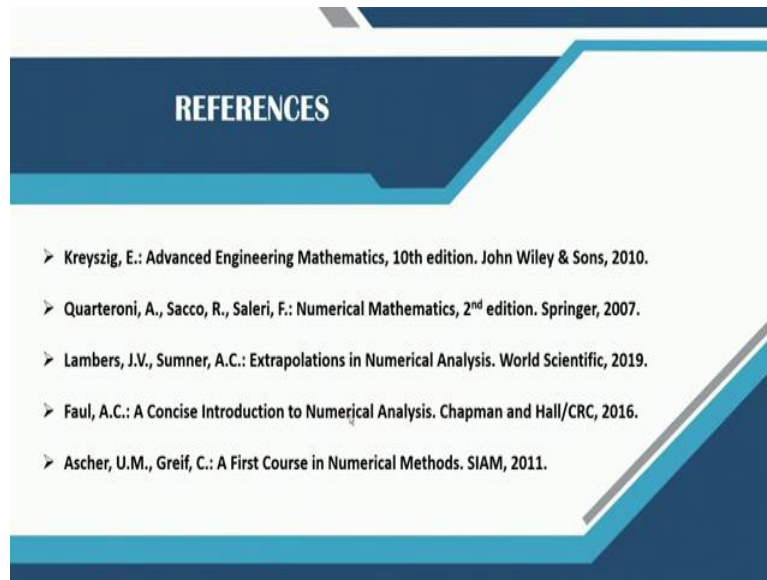 REFERENCES
➢ Kreyszig, E.: Advanced Engineering Mathematics, 10th edition. John Wiley & Sons, 2010.
➢ Quarteroni, A., Sacco, R., Saleri, F.: Numerical Mathematics, 2nd edition. Springer, 2007.
➢ Lambers, J.V., Sumner, A.C.: Extrapolations in Numerical Analysis. World Scientific, 2019.
➢ Faul, A.C.: A Concise Introduction to Numerical Analysis. Chapman and Hall/CRC, 2016.
➢ Ascher, U.M., Greif, C.: A First Course in Numerical Methods. SIAM, 2011.